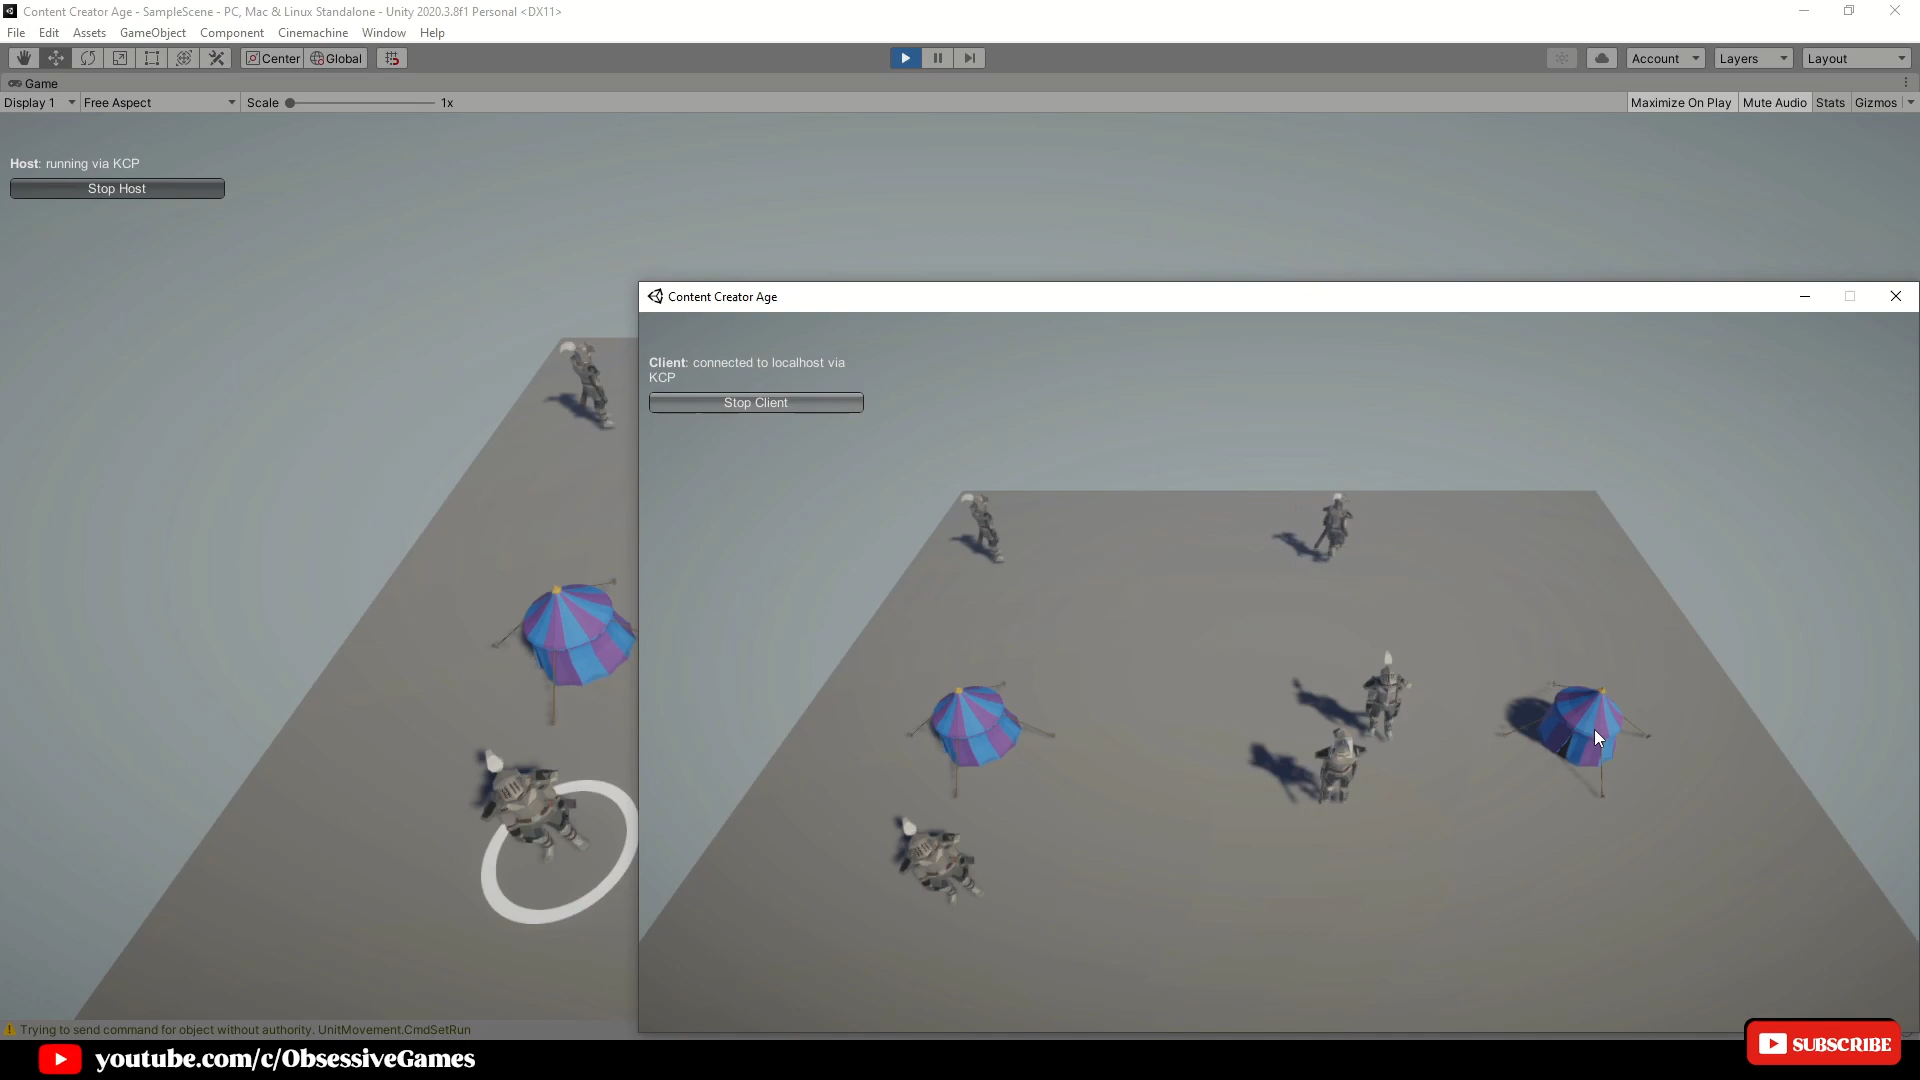 Content Creator Age - SampleScene - PC, Mac & Linux Standalone - Unity 2020.3.8f1 Personal <DX11>
File Edit Assets GameObject Component Cinemachine Window Help
Center Global Account Layers Layout
Game
Display 1 Free Aspect Scale 1x Maximize On Play Mute Audio Stats Gizmos
Host: running via KCP
Stop Host
Content Creator Age
Client: connected to localhost via
KCP
Stop Client
Trying to send command for object without authority. UnitMovement.CmdSetRun
youtube.com/c/ObsessiveGames
SUBSCRIBE